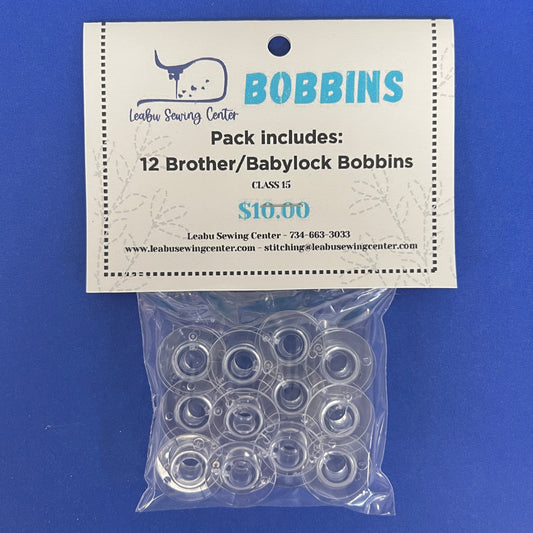 Leabu Sewing Center
BOBBINS
Pack includes:
12 Brother/Babylock Bobbins
CLASS 15
$10.00
Leabu Sewing Center - 734-663-3033
www.leabusewingcenter.com - stitching@leabusewingcenter.com